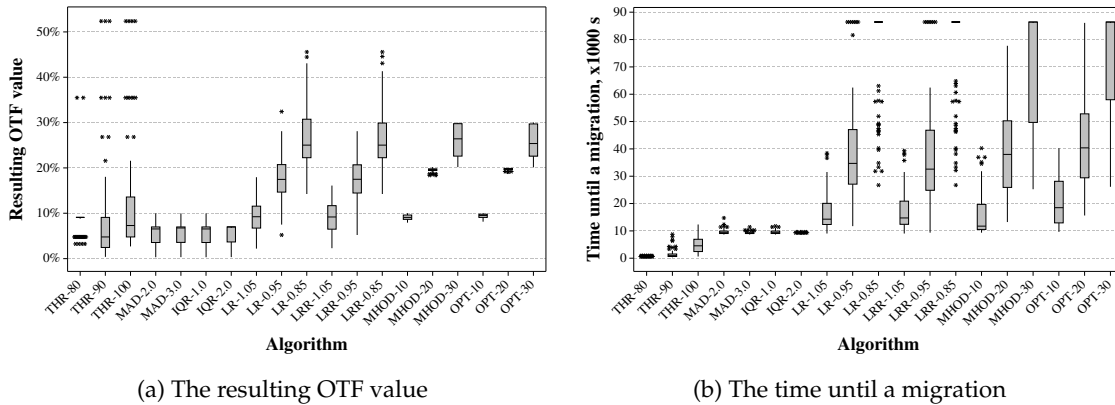 Resulting OTF value
50%
40%
30%
20%
10%
0%
THR-80
THR-90
THR-100
MAD-2.0
MAD-3.0
IQR-1.0
IQR-2.0
LR-1.05
LR-0.95
LR-0.85
LRR-1.05
LRR-0.95
LRR-0.85
MHOD-10
MHOD-20
MHOD-30
OPT-10
OPT-20
OPT-30
Algorithm
(a) The resulting OTF value
Time until a migration, x1000 s
90
80
70
60
50
40
30
20
10
0
THR-80
THR-90
THR-100
MAD-2.0
MAD-3.0
IQR-1.0
IQR-2.0
LR-1.05
LR-0.95
LR-0.85
LRR-1.05
LRR-0.95
LRR-0.85
MHOD-10
MHOD-20
MHOD-30
OPT-10
OPT-20
OPT-30
Algorithm
(b) The time until a migration